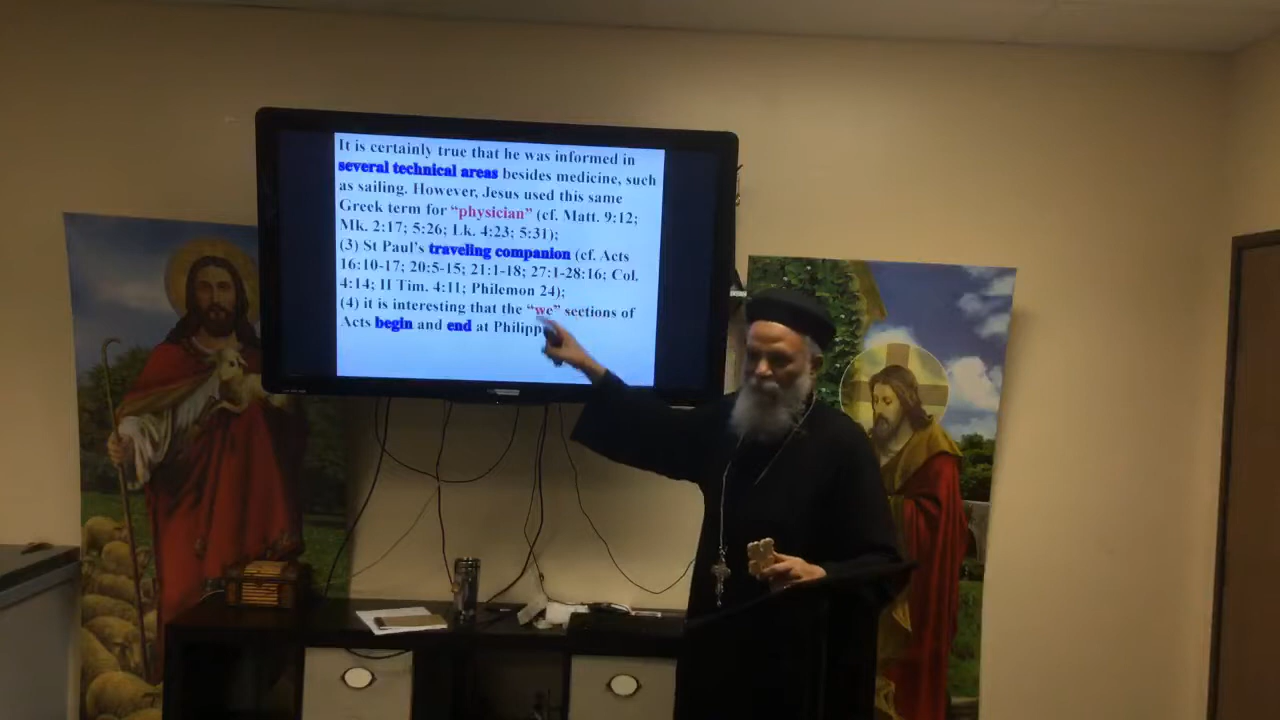 It is certainly true that he was informed in
several technical areas besides medicine, such
as sailing. However, Jesus used this same
Greek term for “physician” (cf. Matt. 9:12;
Mk. 2:17; 5:26; Lk. 4:23; 5:31);
(3) St Paul’s traveling companion (cf. Acts
16:10-17; 20:5-15; 21:1-18; 27:1-28:16; Col.
4:14; II Tim. 4:11; Philemon 24);
(4) it is interesting that the “we” sections of
Acts begin and end at